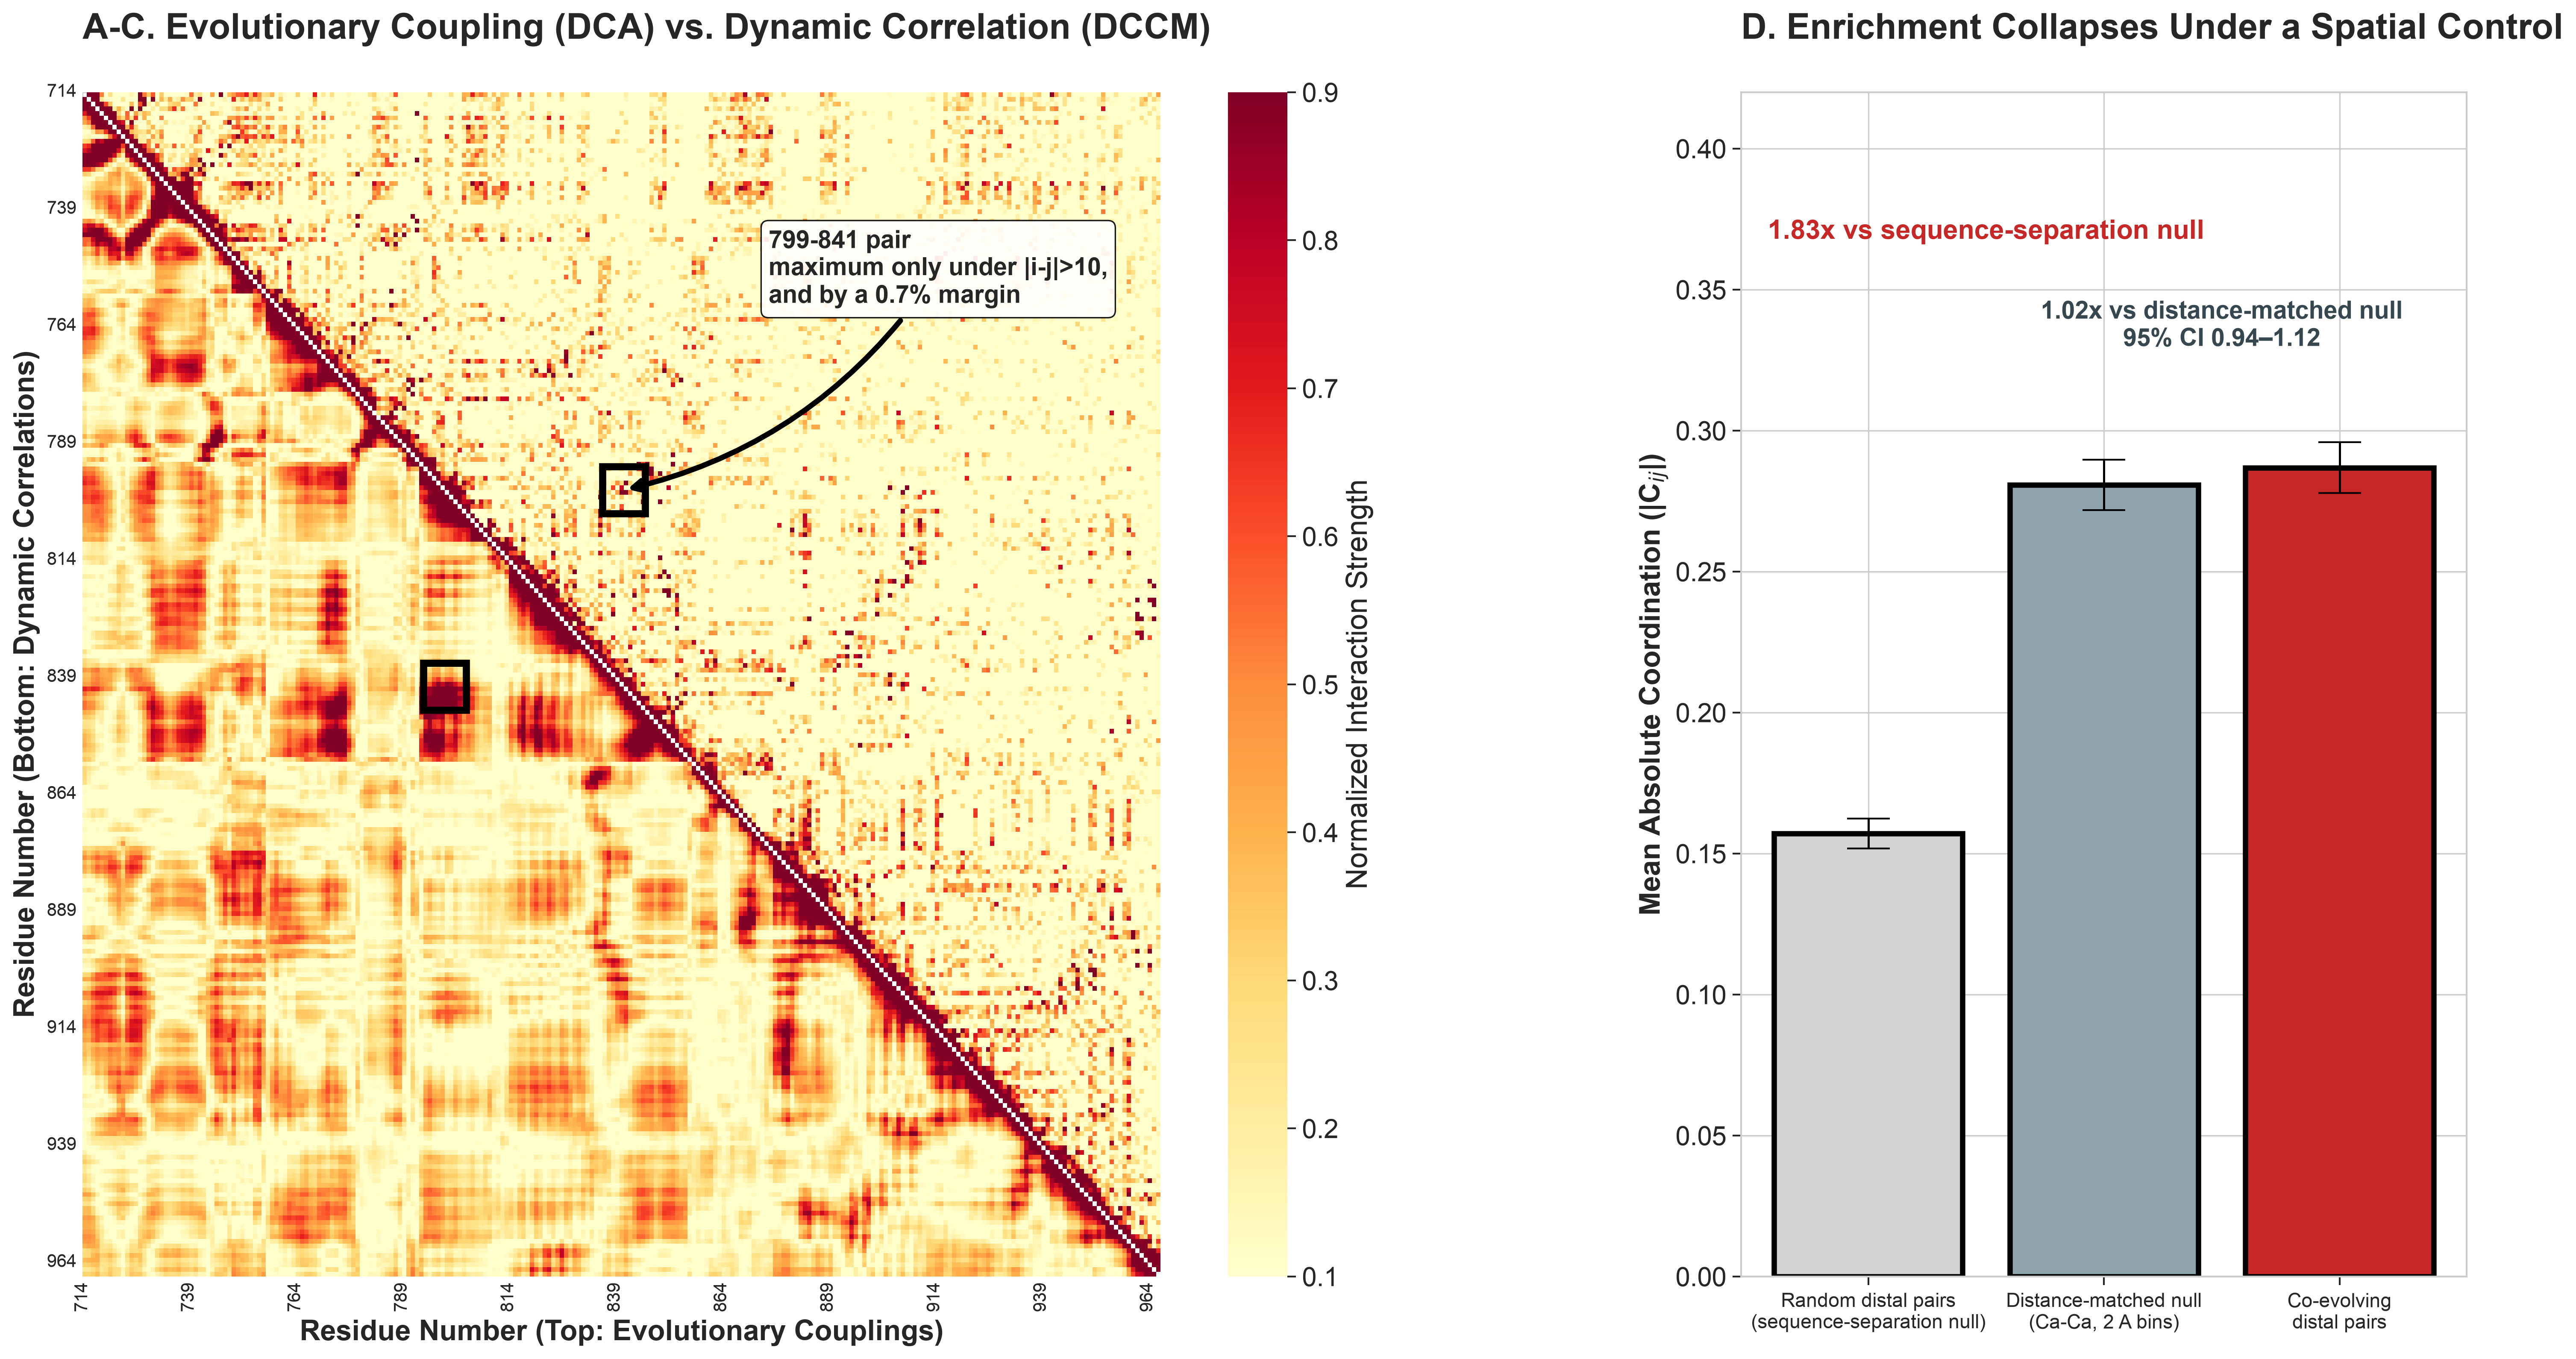 A-C. Evolutionary Coupling (DCA) vs. Dynamic Correlation (DCCM)
Residue Number (Bottom: Dynamic Correlations)
714
739
764
789
814
839
864
889
914
939
964
799-841 pair
maximum only under |i-j|>10,
and by a 0.7% margin
714
739
764
789
814
839
864
889
914
939
964
Residue Number (Top: Evolutionary Couplings)
0.9
0.8
0.7
0.6
0.5
0.4
0.3
0.2
0.1
Normalized Interaction Strength
D. Enrichment Collapses Under a Spatial Control
Mean Absolute Coordination (|C_{ij}|)
0.40
0.35
0.30
0.25
0.20
0.15
0.10
0.05
0.00
1.83x vs sequence-separation null
1.02x vs distance-matched null
95% CI 0.94–1.12
Random distal pairs
(sequence-separation null)
Distance-matched null
(Ca-Ca, 2 A bins)
Co-evolving
distal pairs